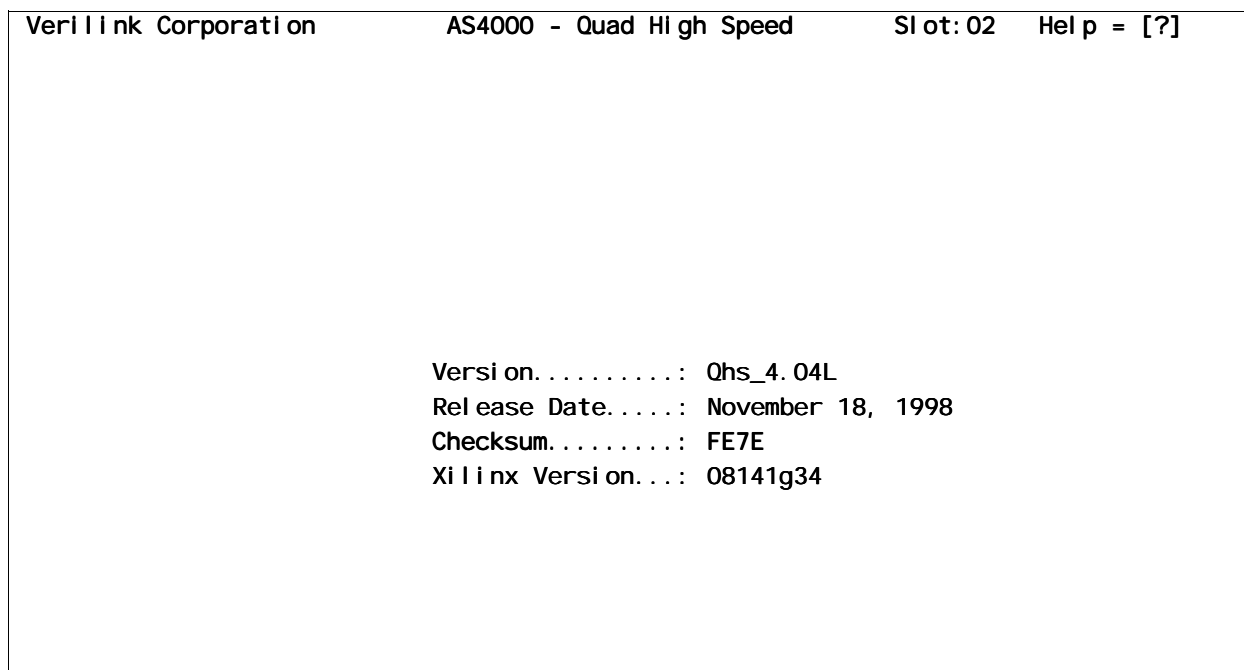 Verilink Corporation AS4000 - Quad High Speed Slot:02 Help = [?]
Version..........: Qhs_4.04L
Release Date.....: November 18, 1998
Checksum.........: FE7E
Xilinx Version...: 08141g34